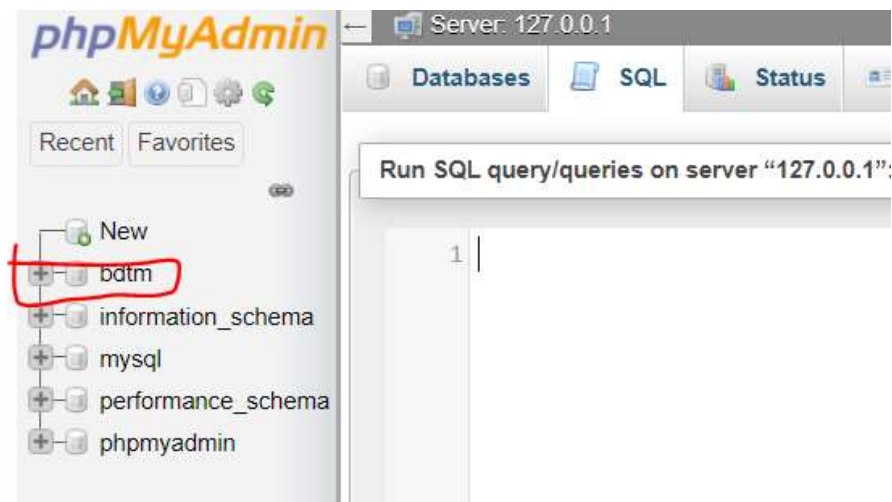 phpMyAdmin
Recent Favorites
New
bdtm
information_schema
mysql
performance_schema
phpmyadmin
Server: 127.0.0.1
Databases SQL Status
Run SQL query/queries on server “127.0.0.1”:
1